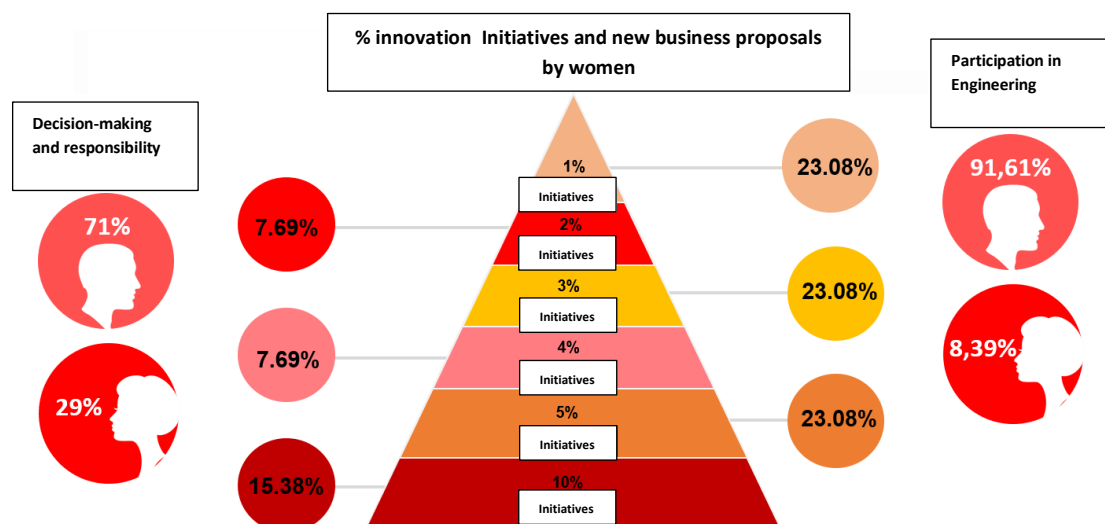 % innovation Initiatives and new business proposals
by women
Decision-making
and responsibility
71%
29%
1%
Initiatives
23.08%
7.69%
2%
Initiatives
3%
Initiatives
23.08%
7.69%
4%
Initiatives
5%
Initiatives
23.08%
15.38%
10%
Initiatives
Participation in
Engineering
91,61%
8,39%